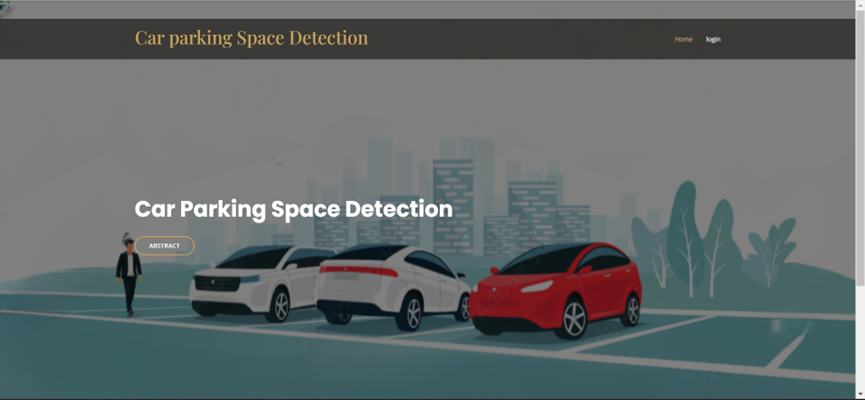 Car parking Space Detection
Home login
Car Parking Space Detection
ABSTRACT